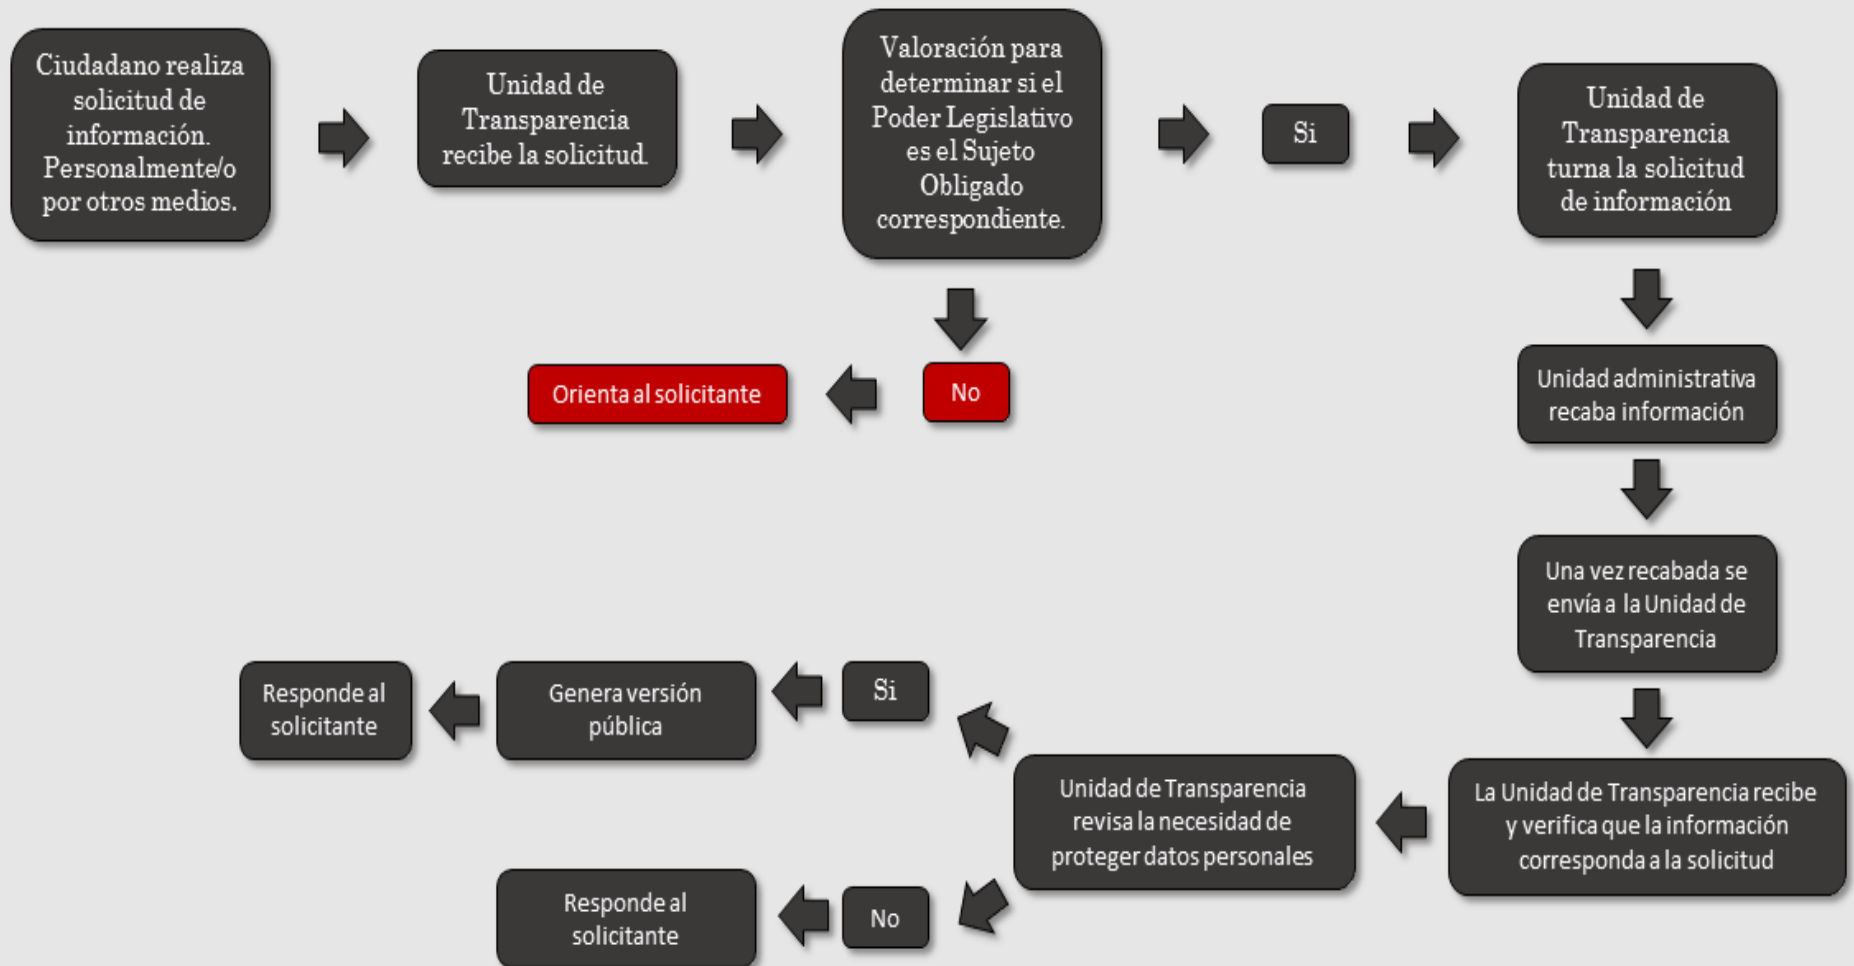 Ciudadano realiza
solicitud de
información.
Personalmente/o
por otros medios.
Unidad de
Transparencia
recibe la solicitud.
Valoración para
determinar si el
Poder Legislativo
es el Sujeto
Obligado
correspondiente.
Si
Unidad de
Transparencia
turna la solicitud
de información
No
Orienta al solicitante
Unidad administrativa
recaba información
Una vez recabada se
envía a la Unidad de
Transparencia
La Unidad de Transparencia recibe
y verifica que la información
corresponda a la solicitud
Unidad de Transparencia
revisa la necesidad de
proteger datos personales
Si
Genera versión
pública
Responde al
solicitante
No
Responde al
solicitante